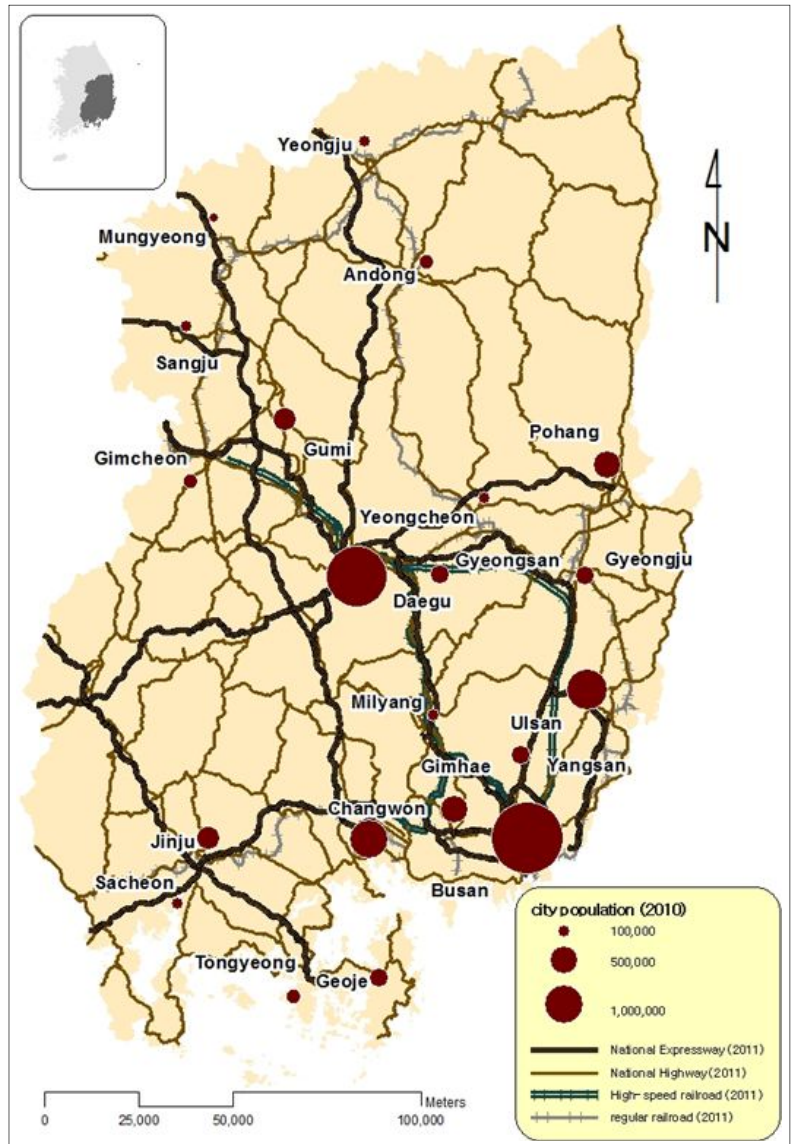 Yeongju
N
Mungyeong
Andong
Sangju
Pohang
Gumi
Gimcheon
Yeongcheon
Gyeongsan
Gyeongju
Daegu
Milyang
Ulsan
Gimhae
Yangsan
Changwon
Jinju
Sacheon
Busan
Tongyeong
Geoje
city population (2010)
100,000
500,000
1,000,000
National Expressway (2011)
National Highway (2011)
High-speed railroad (2011)
regular railroad (2011)
Meters
0 25,000 50,000 100,000